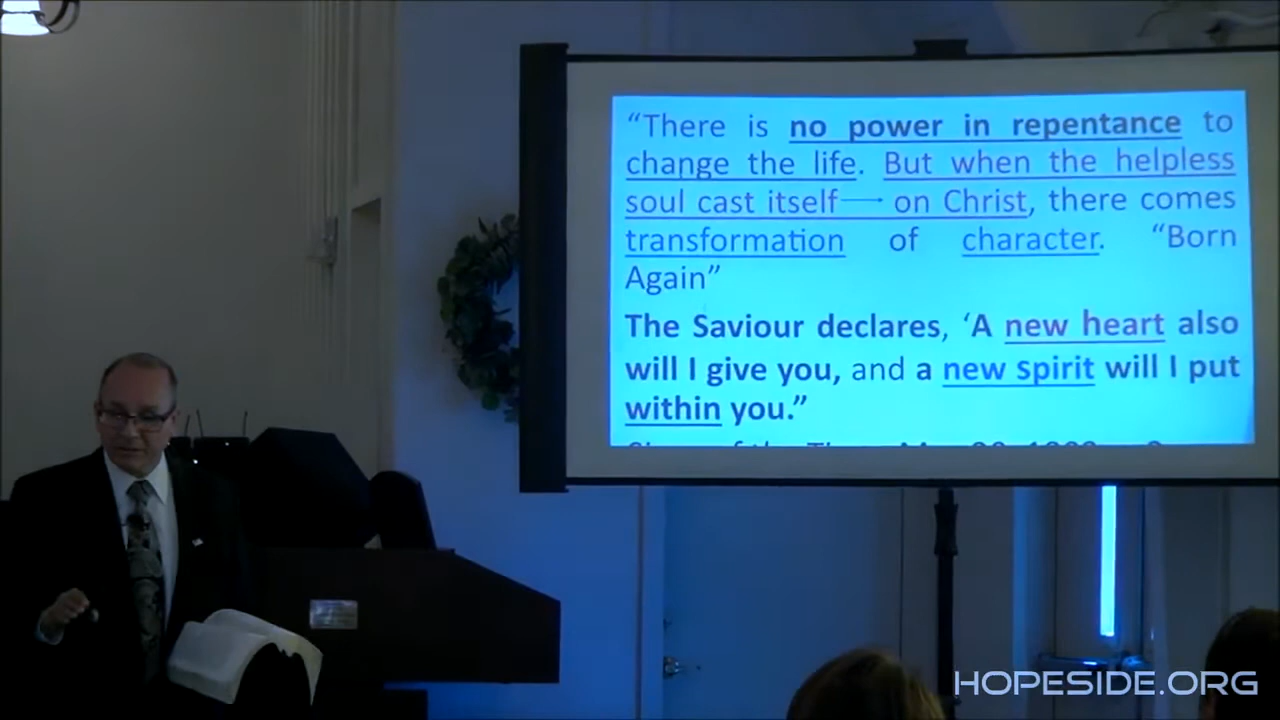 “There is no power in repentance to
change the life. But when the helpless
soul cast itself→ on Christ, there comes
transformation of character. “Born
Again”
The Saviour declares, ‘A new heart also
will I give you, and a new spirit will I put
within you.”
HOPESIDE.ORG